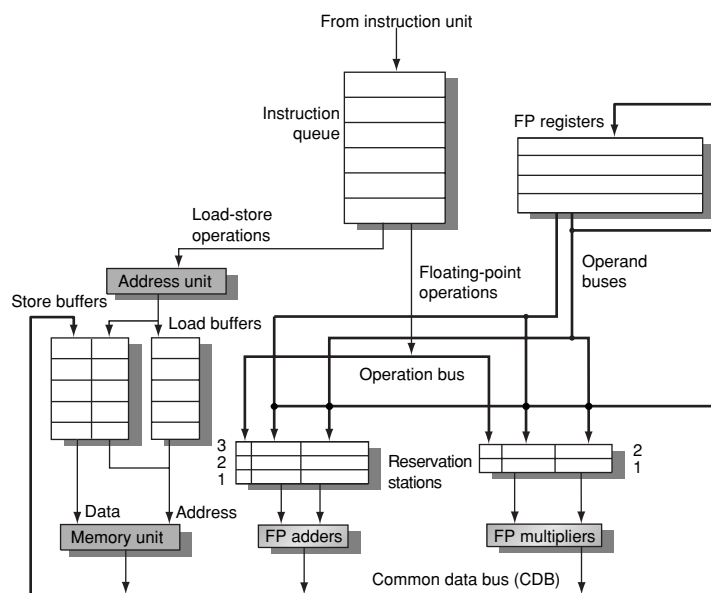 From instruction unit
Instruction
queue
FP registers
Load-store
operations
Address unit
Floating-point
operations
Operand
buses
Store buffers
Load buffers
Operation bus
3
2
1
Reservation
stations
2
1
Data
Address
Memory unit
FP adders
FP multipliers
Common data bus (CDB)